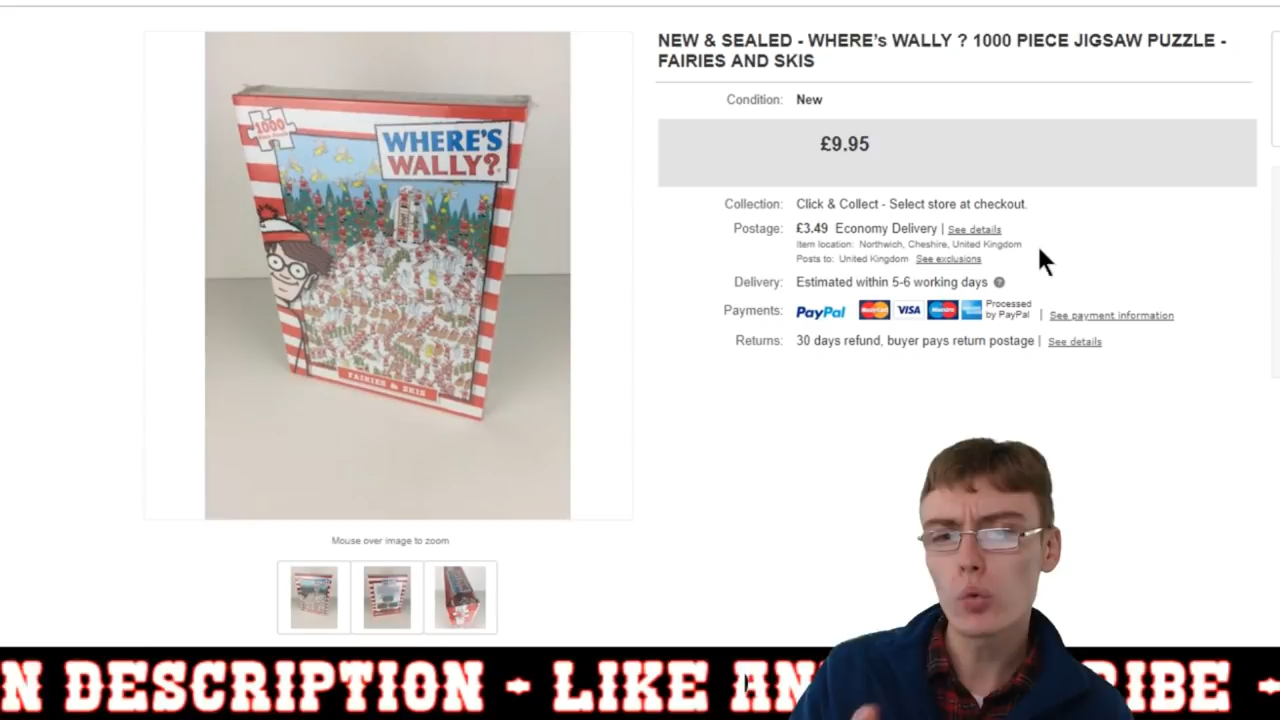 NEW & SEALED - WHERE's WALLY ? 1000 PIECE JIGSAW PUZZLE -
FAIRIES AND SKIS
Condition: New
£9.95
Collection: Click & Collect - Select store at checkout.
Postage: £3.49 Economy Delivery | See details
Item location: Northwich, Cheshire, United Kingdom
Posts to: United Kingdom See exclusions
Delivery: Estimated within 5-6 working days ?
Payments: PayPal MasterCard VISA Maestro Processed
by PayPal | See payment information
Returns: 30 days refund, buyer pays return postage | See details
1000
WHERE'S
WALLY?
FAIRIES & SKIS
Mouse over image to zoom
N DESCRIPTION - LIKE AN RIBE -